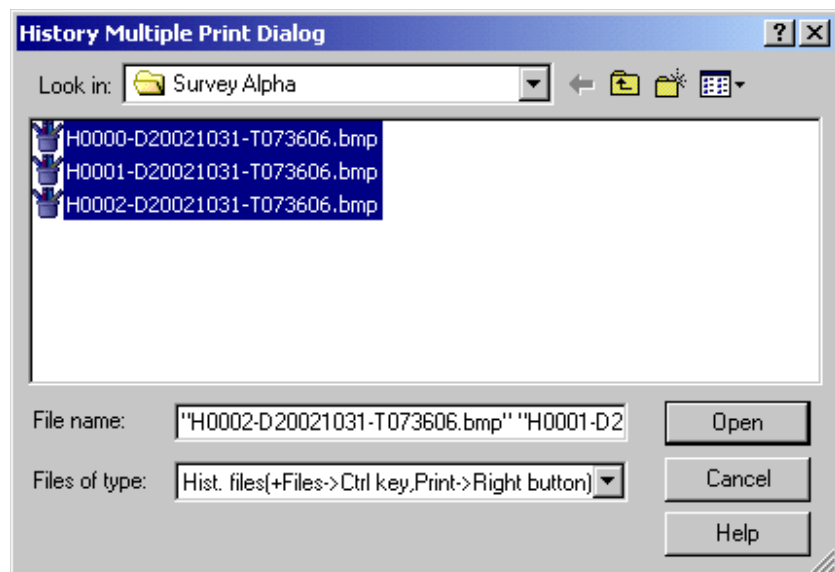 History Multiple Print Dialog
Look in: Survey Alpha
H0000-D20021031-T073606.bmp
H0001-D20021031-T073606.bmp
H0002-D20021031-T073606.bmp
File name: "H0002-D20021031-T073606.bmp" "H0001-D2 Open
Files of type: Hist. files(+Files->Ctrl key,Print->Right button) Cancel
Help